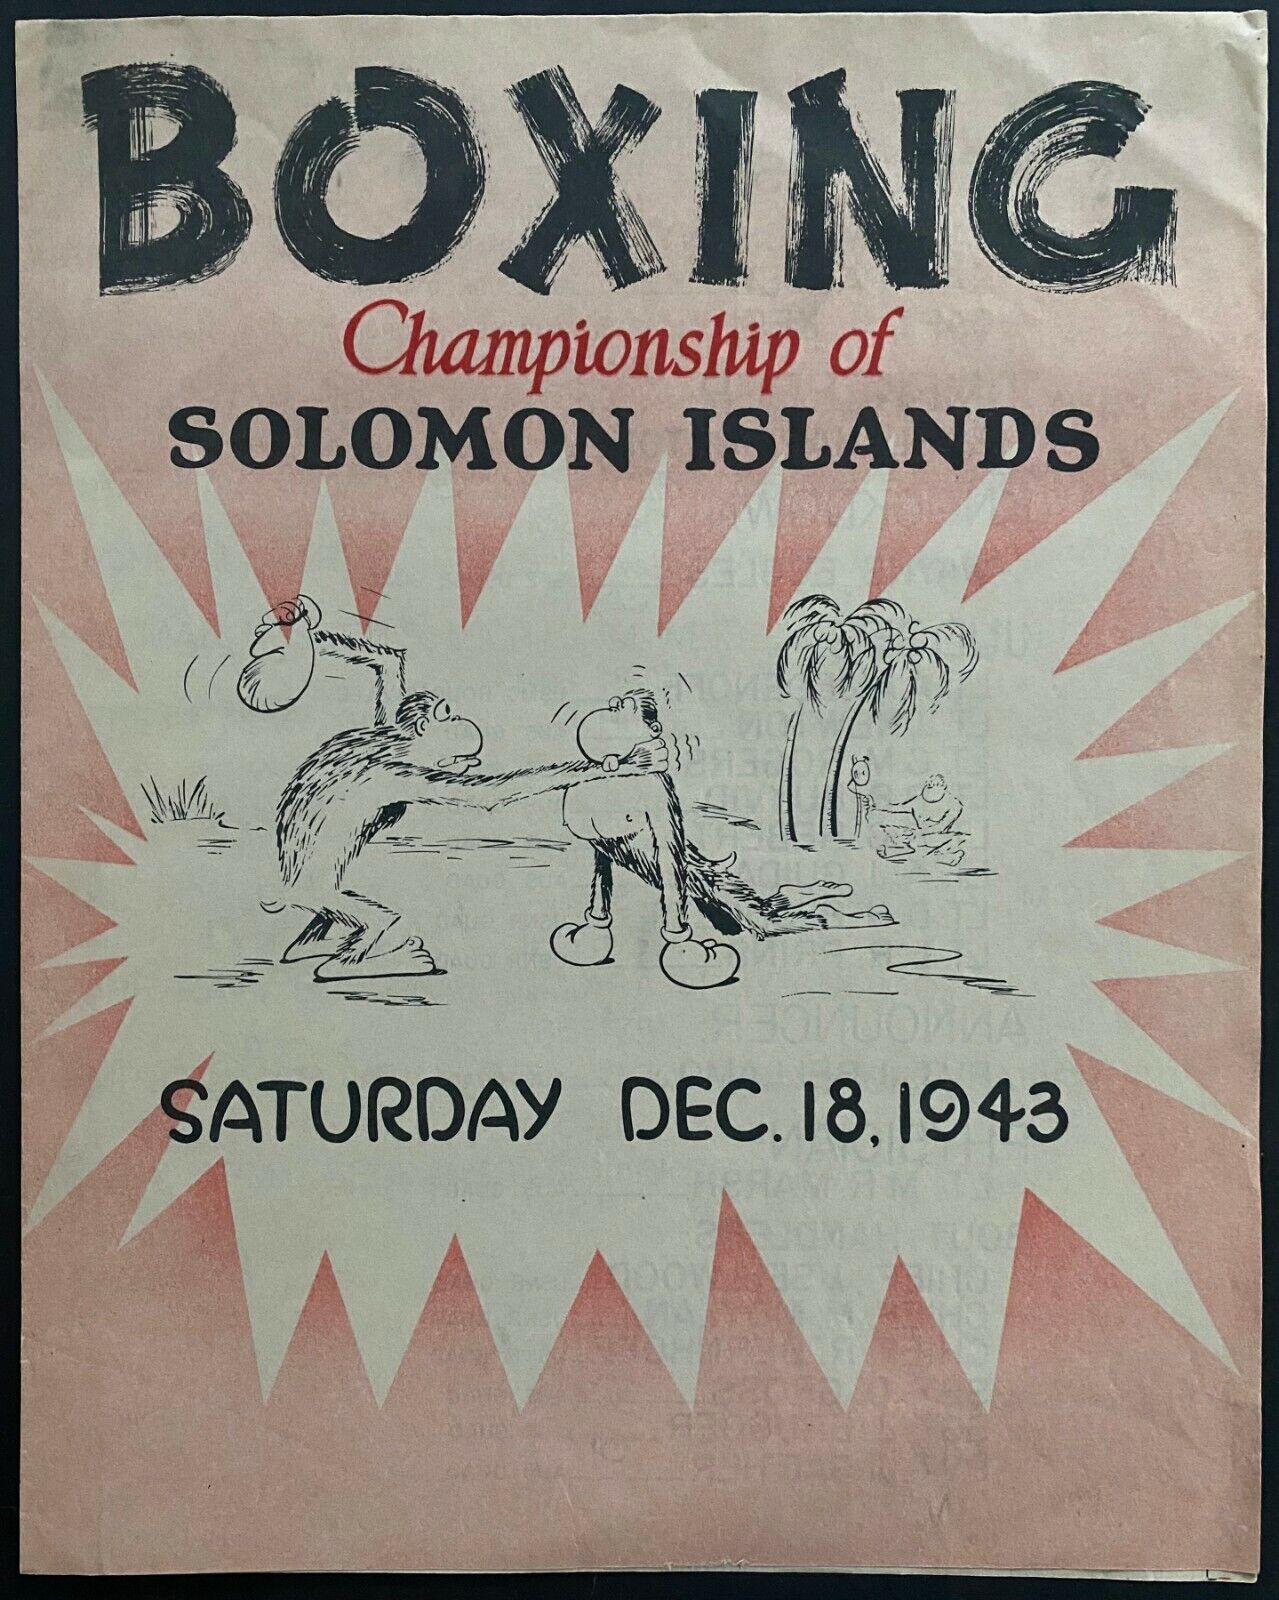 BOXING
Championship of
SOLOMON ISLANDS
SATURDAY DEC. 18, 1943